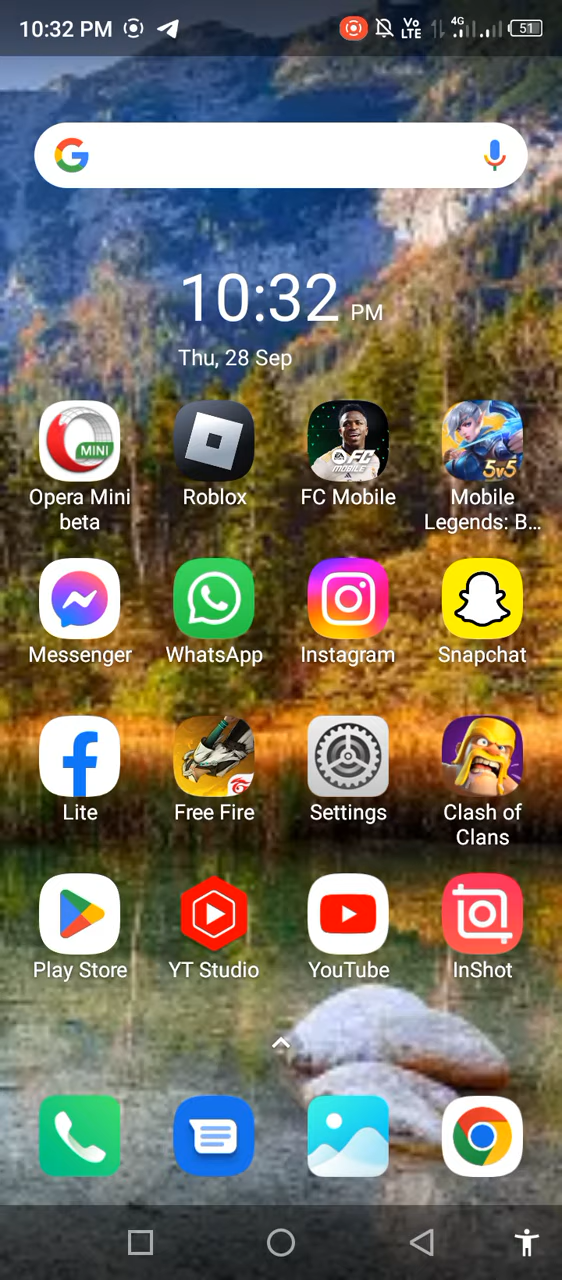 10:32 PM Vo LTE 4G 51
10:32 PM
Thu, 28 Sep
MINI FC MOBILE 5v5
Opera Mini beta Roblox FC Mobile Mobile Legends: B...
Messenger WhatsApp Instagram Snapchat
Lite Free Fire Settings Clash of Clans
Play Store YT Studio YouTube InShot